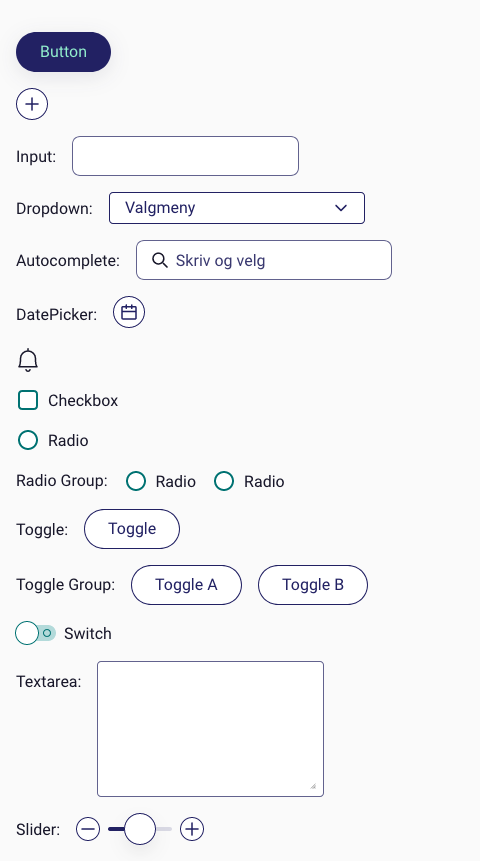 Button
Input:
Dropdown: Valgmeny
Autocomplete: Skriv og velg
DatePicker:
Checkbox
Radio
Radio Group: Radio Radio
Toggle: Toggle
Toggle Group: Toggle A Toggle B
Switch
Textarea:
Slider: